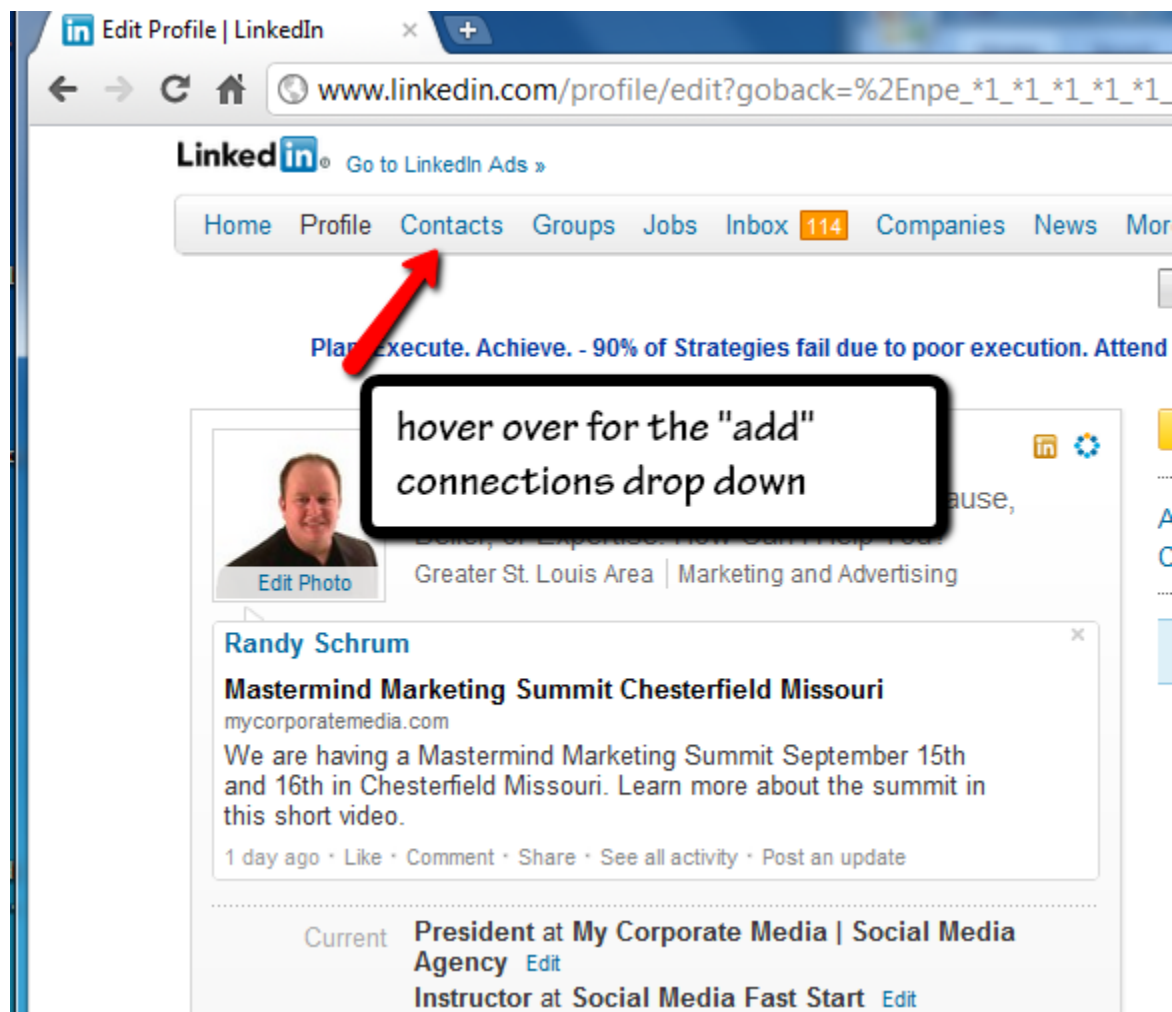 Edit Profile | LinkedIn
www.linkedin.com/profile/edit?goback=%2Enpe_*1_*1_*1_*1_*1_
Linked in® Go to LinkedIn Ads »
Home Profile Contacts Groups Jobs Inbox 114 Companies News
Execute. Achieve. - 90% of Strategies fail due to poor execution. Attend
hover over for the "add"
connections drop down
Edit Photo
Greater St. Louis Area | Marketing and Advertising
Randy Schrum
Mastermind Marketing Summit Chesterfield Missouri
mycorporatemedia.com
We are having a Mastermind Marketing Summit September 15th
and 16th in Chesterfield Missouri. Learn more about the summit in
this short video.
1 day ago · Like · Comment · Share · See all activity · Post an update
Current President at My Corporate Media | Social Media
Agency Edit
Instructor at Social Media Fast Start Edit